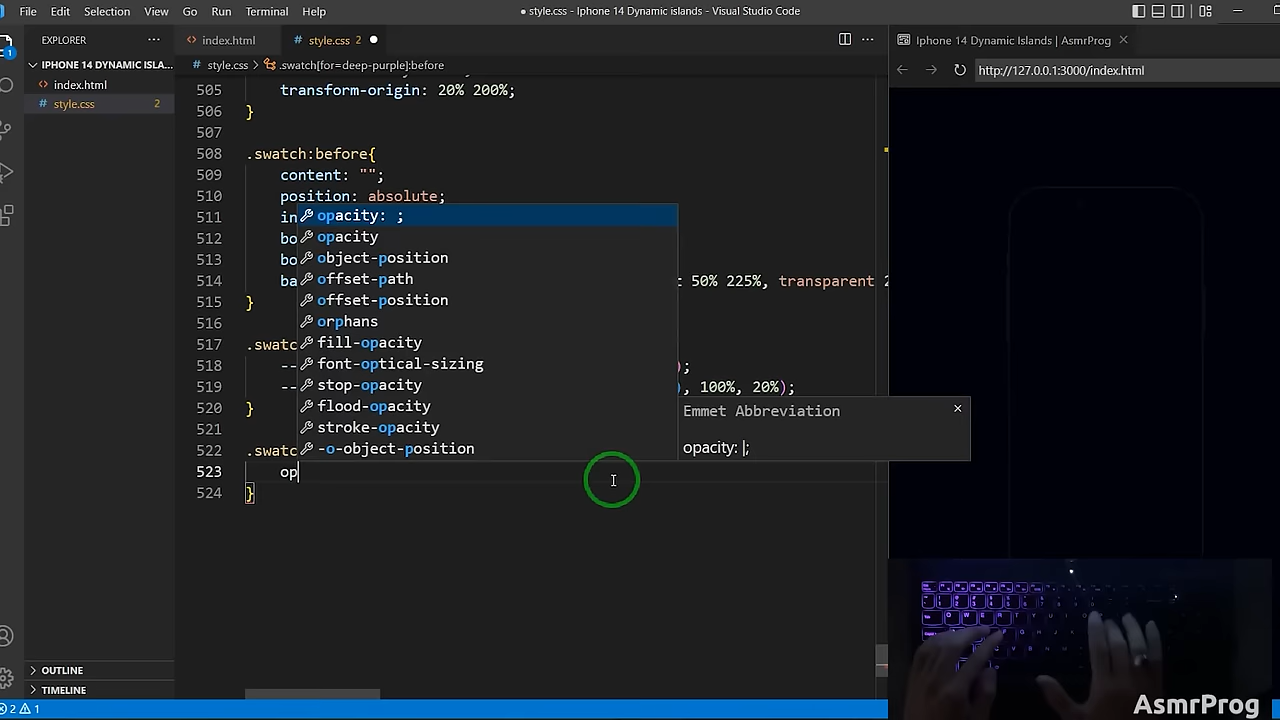 File Edit Selection View Go Run Terminal Help
● style.css - Iphone 14 Dynamic islands - Visual Studio Code
EXPLORER
IPHONE 14 DYNAMIC ISLA...
index.html
style.css 2
OUTLINE
TIMELINE
1
2 1
index.html
style.css 2
style.css > .swatch[for=deep-purple]:before
505 transform-origin: 20% 200%;
506 }
507
508 .swatch:before{
509 content: "";
510 position: absolute;
511 in
512 bo
513 bo
514 ba 50% 225%, transparent 2
515 }
516
517 .swatc
518 -- );
519 -- ), 100%, 20%);
520 }
521
522 .swatc
523 op
524 }
opacity: ;
opacity
object-position
offset-path
offset-position
orphans
fill-opacity
font-optical-sizing
stop-opacity
flood-opacity
stroke-opacity
-o-object-position
Emmet Abbreviation
opacity: |;
Iphone 14 Dynamic Islands | AsmrProg
http://127.0.0.1:3000/index.html
AsmrProg